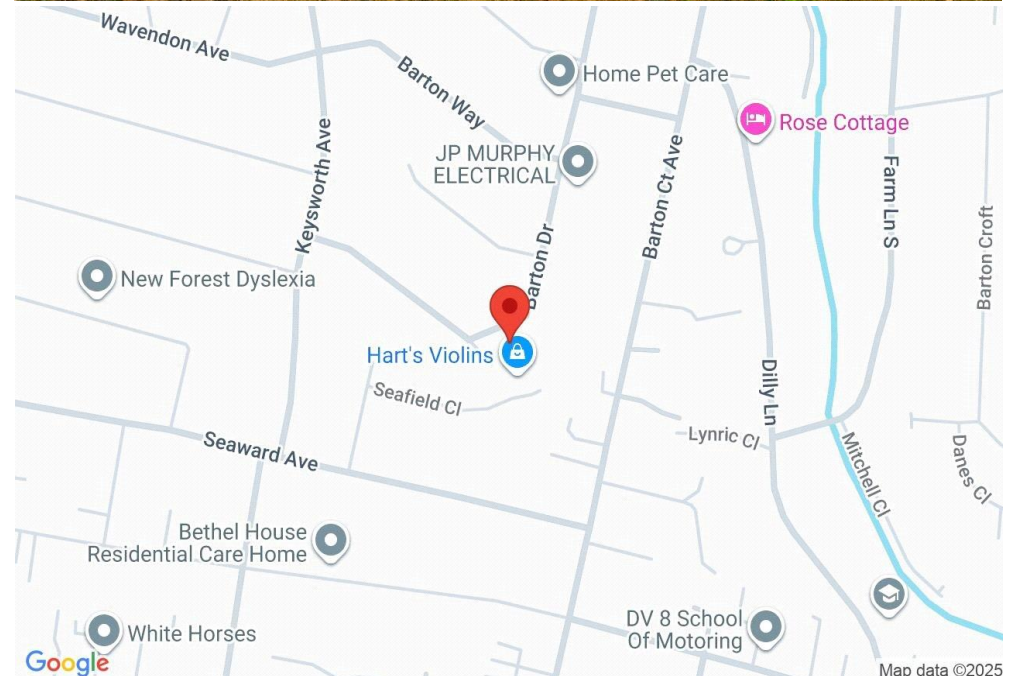 Wavendon Ave
Barton Way
Home Pet Care
Rose Cottage
Keysworth Ave
JP MURPHY
ELECTRICAL
Barton Ct Ave
Farm Ln S
Barton Croft
Barton Dr
New Forest Dyslexia
Hart's Violins
Seafield Cl
Dilly Ln
Lynric Cl
Mitchell Cl
Danes Cl
Seaward Ave
Bethel House
Residential Care Home
White Horses
DV 8 School
Of Motoring
Google
Map data ©2025